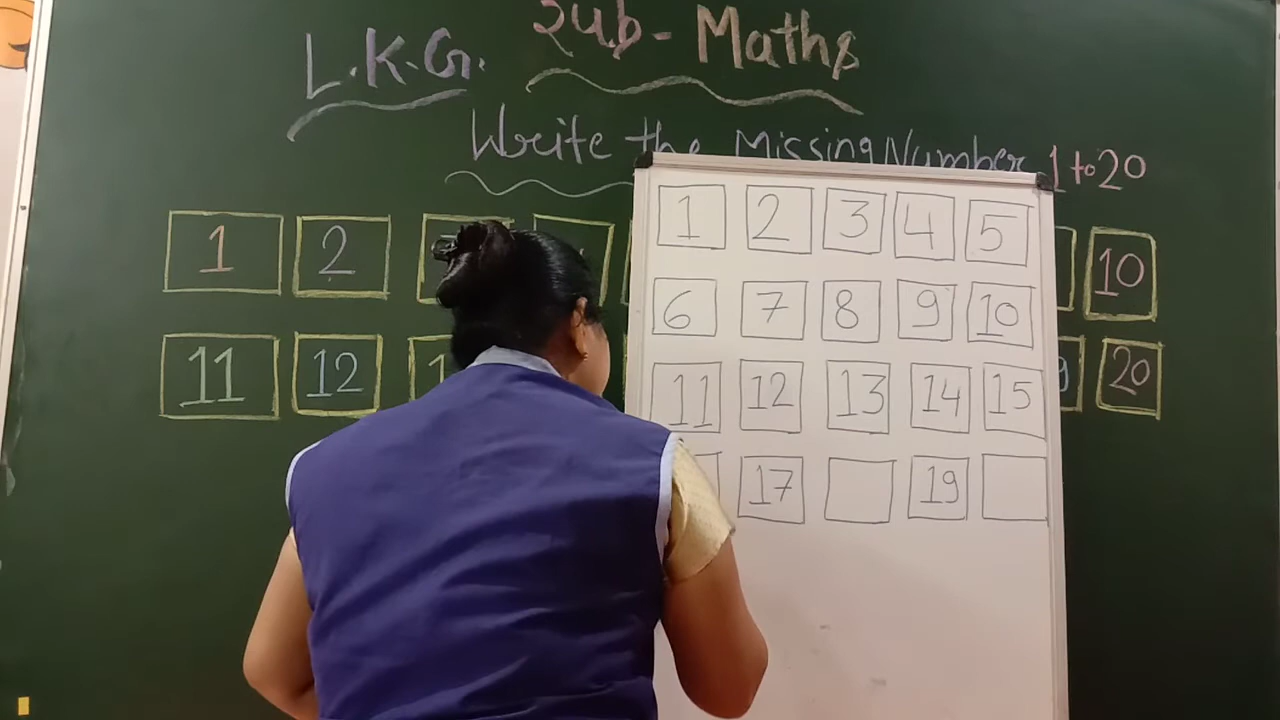 L.K.G. Sub - Maths
Write the Missing Number 1 to 20
1 2 10
11 12 20
1 2 3 4 5
6 7 8 9 10
11 12 13 14 15
17 19